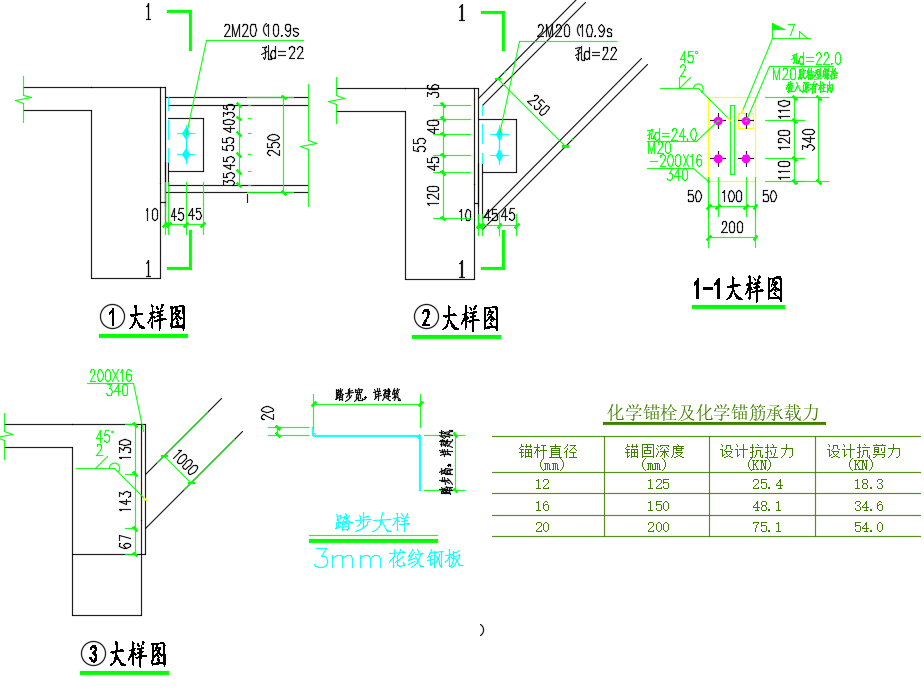 1
2M20(10.9s
孔d=22
35
40
55
45
35
250
10
45
45
1
①大样图
1
2M20(10.9s
孔d=22
36
40
55
45
120
250
10
45
45
1
②大样图
7
45°
2
孔d=22.0
M20
孔d=24.0
M20
-200X16
340
110
120
110
340
50
100
50
200
1-1大样图
200X16
340
45°
2
130
143
67
1000
③大样图
20
踏步宽，详建筑
踏步高，详建筑
踏步大样
3mm花纹钢板
化学锚栓及化学锚筋承载力
锚杆直径 锚固深度 设计抗拉力 设计抗剪力
(mm) (mm) (KN) (KN)
12 125 25.4 18.3
16 150 48.1 34.6
20 200 75.1 54.0
)